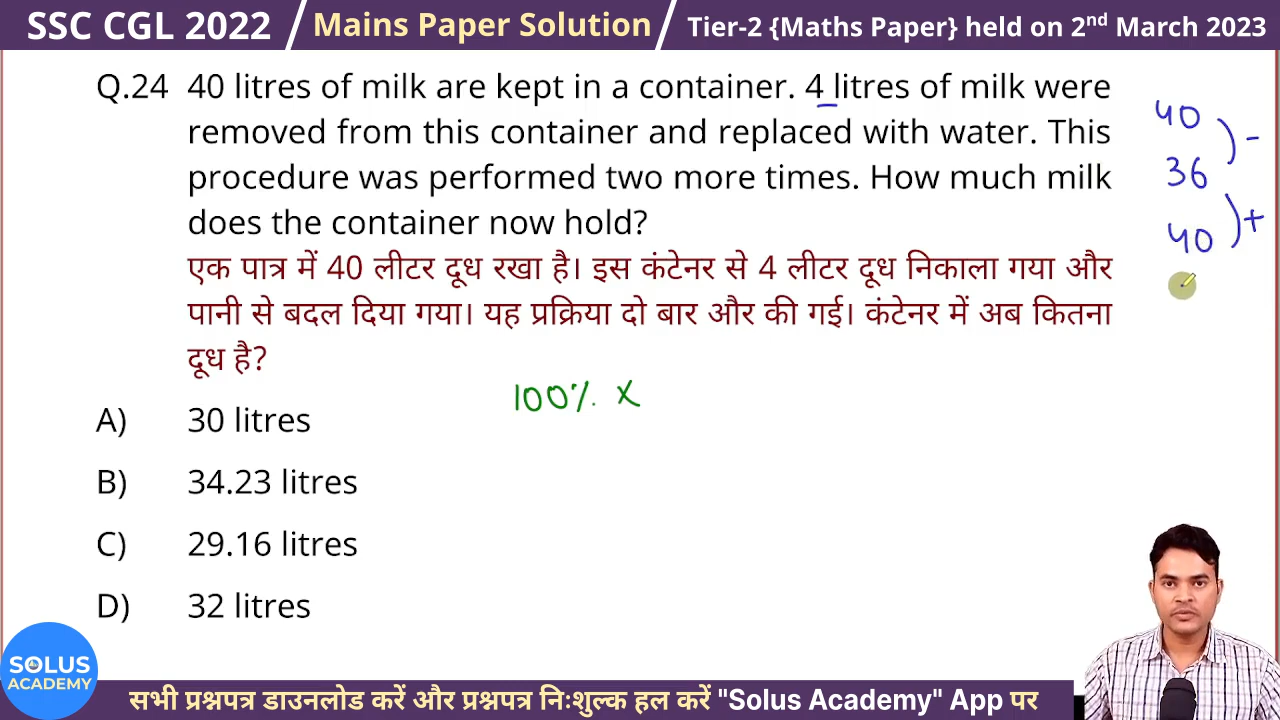 SSC CGL 2022 / Mains Paper Solution / Tier-2 {Maths Paper} held on 2nd March 2023
Q.24 40 litres of milk are kept in a container. 4 litres of milk were
removed from this container and replaced with water. This
procedure was performed two more times. How much milk
does the container now hold?
एक पात्र में 40 लीटर दूध रखा है। इस कंटेनर से 4 लीटर दूध निकाला गया और
पानी से बदल दिया गया। यह प्रक्रिया दो बार और की गई। कंटेनर में अब कितना
दूध है?
40
36 ) -
40 ) +
100% x
A) 30 litres
B) 34.23 litres
C) 29.16 litres
D) 32 litres
SOLUS
ACADEMY
सभी प्रश्नपत्र डाउनलोड करें और प्रश्नपत्र निःशुल्क हल करें "Solus Academy" App पर